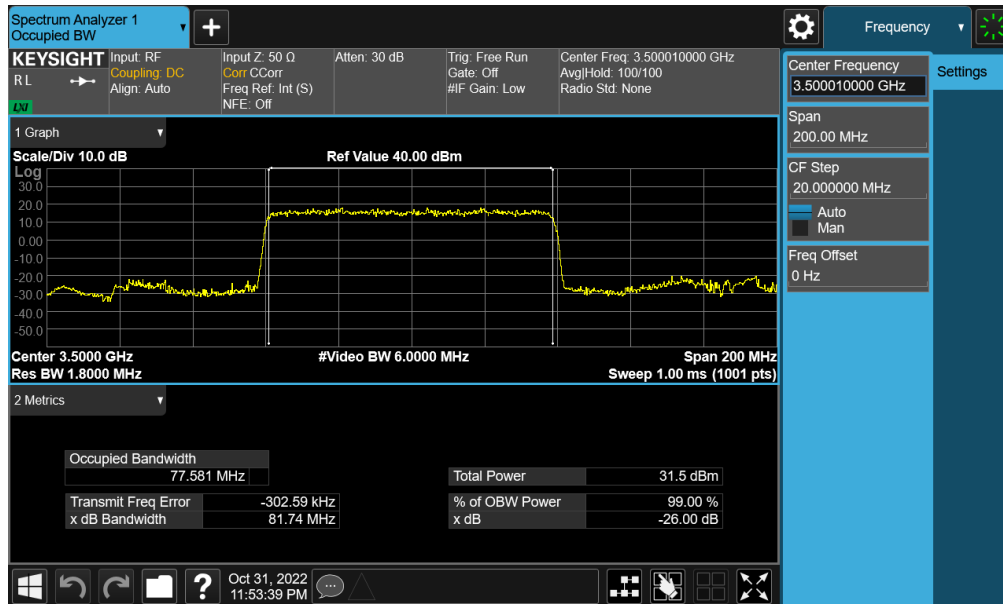 Spectrum Analyzer 1
Occupied BW
+
Frequency
KEYSIGHT
R L
LXI
Input: RF
Coupling: DC
Align: Auto
Input Z: 50 Ω
Corr CCorr
Freq Ref: Int (S)
NFE: Off
Atten: 30 dB
Trig: Free Run
Gate: Off
#IF Gain: Low
Center Freq: 3.500010000 GHz
Avg|Hold: 100/100
Radio Std: None
Center Frequency
3.500010000 GHz
Settings
Span
200.00 MHz
CF Step
20.000000 MHz
Auto
Man
Freq Offset
0 Hz
1 Graph
Scale/Div 10.0 dB
Ref Value 40.00 dBm
Log
30.0
20.0
10.0
0.00
-10.0
-20.0
-30.0
-40.0
-50.0
Center 3.5000 GHz
#Video BW 6.0000 MHz
Span 200 MHz
Res BW 1.8000 MHz
Sweep 1.00 ms (1001 pts)
2 Metrics
Occupied Bandwidth
77.581 MHz
Total Power 31.5 dBm
Transmit Freq Error -302.59 kHz
% of OBW Power 99.00 %
x dB Bandwidth 81.74 MHz
x dB -26.00 dB
?
Oct 31, 2022
11:53:39 PM